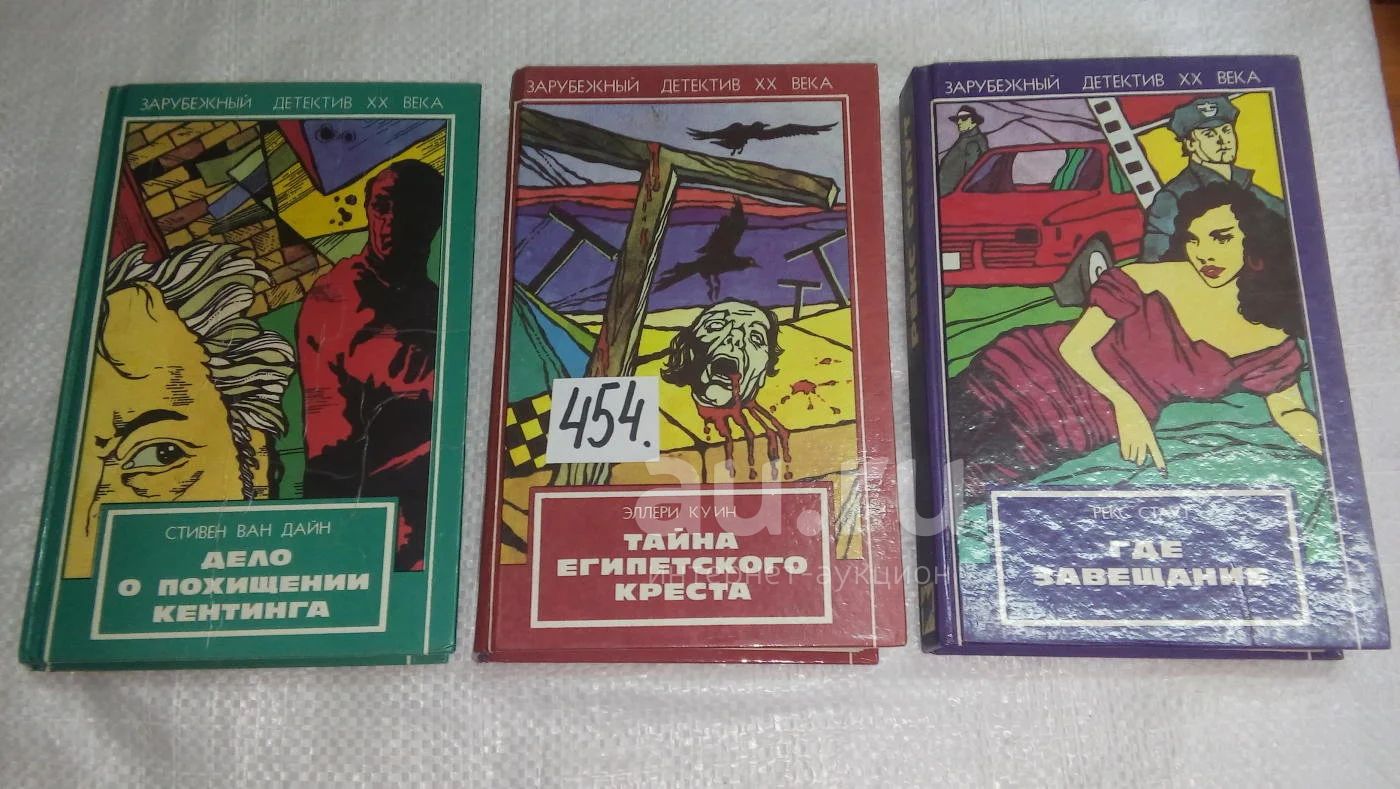 ЗАРУБЕЖНЫЙ ДЕТЕКТИВ XX ВЕКА
СТИВЕН ВАН ДАЙН
ДЕЛО
О ПОХИЩЕНИИ
КЕНТИНГА
ЗАРУБЕЖНЫЙ ДЕТЕКТИВ XX ВЕКА
454.
ЭЛЛЕРИ КУИН
ТАЙНА
ЕГИПЕТСКОГО
КРЕСТА
ЗАРУБЕЖНЫЙ ДЕТЕКТИВ XX ВЕКА
РЕКС СТАУТ
ГДЕ
ЗАВЕЩАНИЕ
au.ru
интернет-аукцион